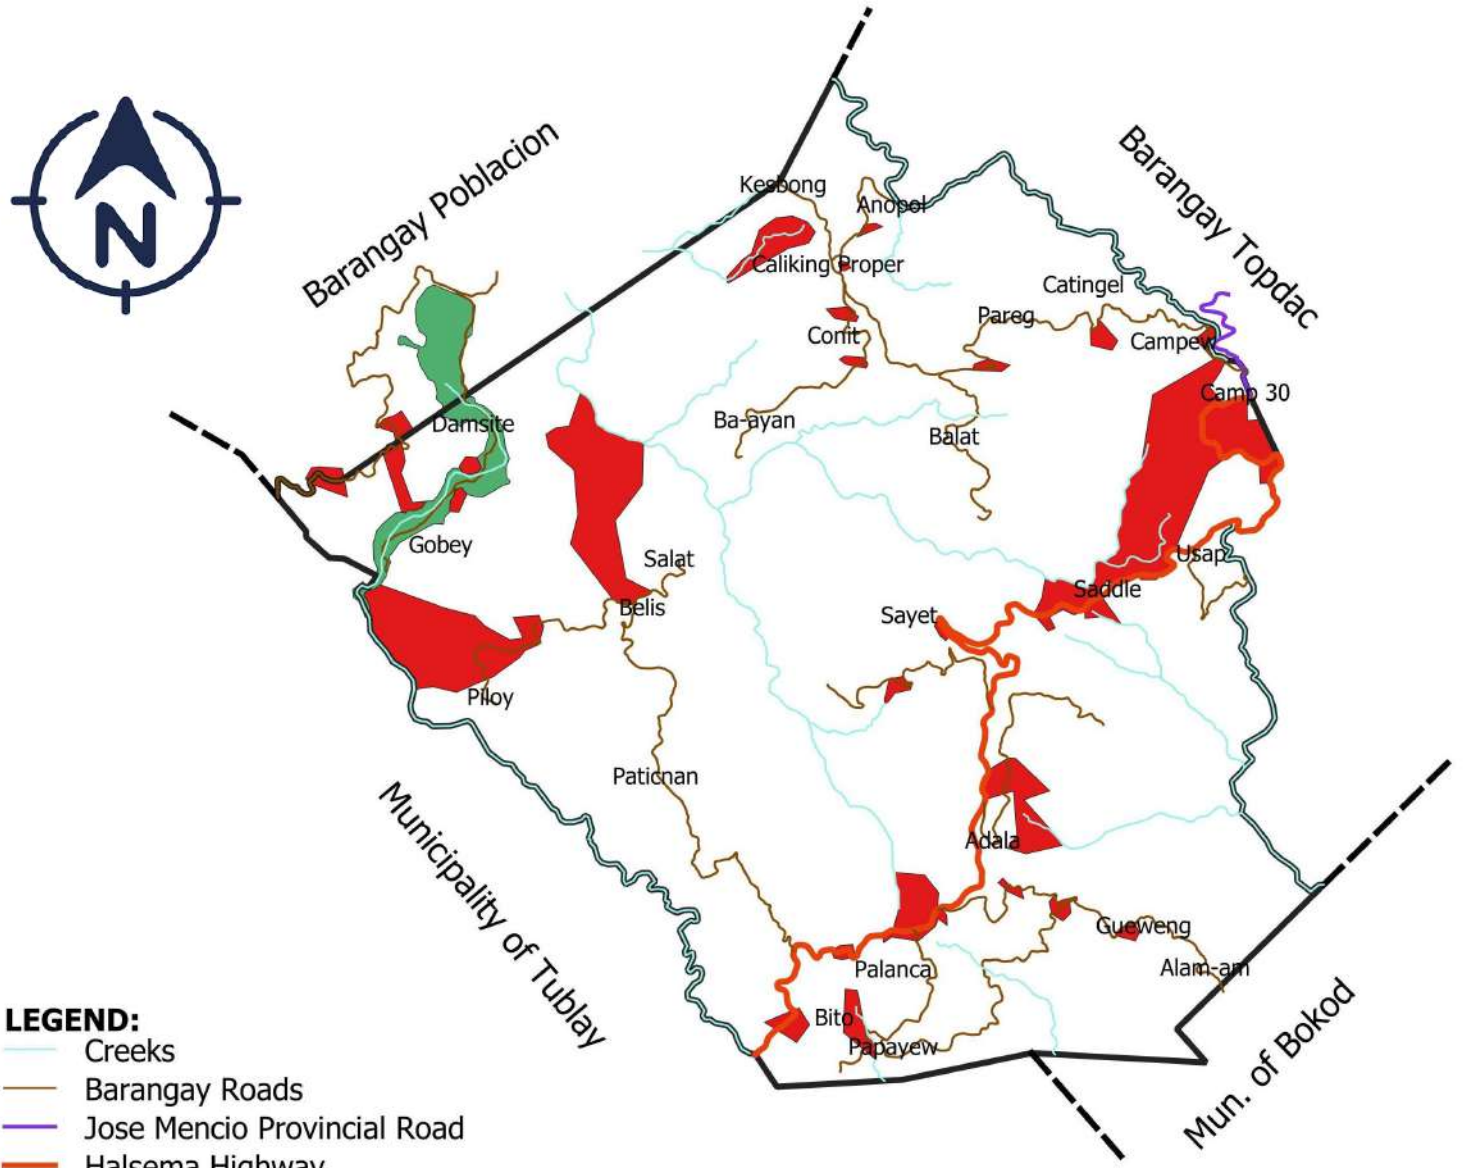 N
Barangay Poblacion
Barangay Topdac
Kesbong
Anopol
Caliking Proper
Catingel
Pareg
Conit
Campew
Camp 30
Damsite
Ba-ayan
Balat
Gobey
Salat
Usap
Saddle
Belis
Sayet
Piloy
Paticnan
Adala
Municipality of Tublay
Gueweng
Palanca
Alam-am
Bito
Papayew
Mun. of Bokod
LEGEND:
Creeks
Barangay Roads
Jose Mencio Provincial Road
Halsema Highway